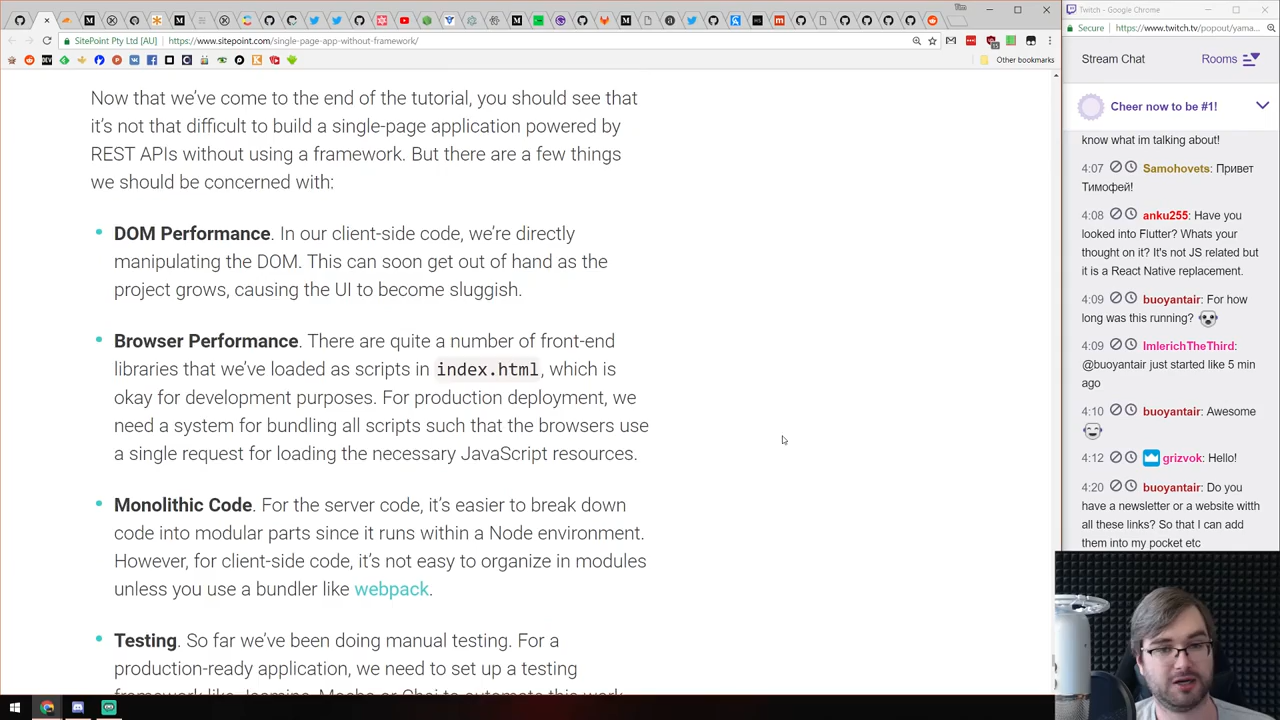 Twitch - Google Chrome
SitePoint Pty Ltd [AU]
https://www.sitepoint.com/single-page-app-without-framework/
Secure
https://www.twitch.tv/popout/yama
Other bookmarks
Now that we've come to the end of the tutorial, you should see that
it's not that difficult to build a single-page application powered by
REST APIs without using a framework. But there are a few things
we should be concerned with:
DOM Performance. In our client-side code, we're directly
manipulating the DOM. This can soon get out of hand as the
project grows, causing the UI to become sluggish.
Browser Performance. There are quite a number of front-end
libraries that we've loaded as scripts in index.html, which is
okay for development purposes. For production deployment, we
need a system for bundling all scripts such that the browsers use
a single request for loading the necessary JavaScript resources.
Monolithic Code. For the server code, it's easier to break down
code into modular parts since it runs within a Node environment.
However, for client-side code, it's not easy to organize in modules
unless you use a bundler like webpack.
Testing. So far we've been doing manual testing. For a
production-ready application, we need to set up a testing
Stream Chat
Rooms
Cheer now to be #1!
know what im talking about!
4:07 Samohovets: Привет
Тимофей!
4:08 anku255: Have you
looked into Flutter? Whats your
thought on it? It's not JS related but
it is a React Native replacement.
4:09 buoyantair: For how
long was this running?
4:09 ImlerichTheThird:
@buoyantair just started like 5 min
ago
4:10 buoyantair: Awesome
4:12 grizvok: Hello!
4:20 buoyantair: Do you
have a newsletter or a website witth
all these links? So that I can add
them into my pocket etc